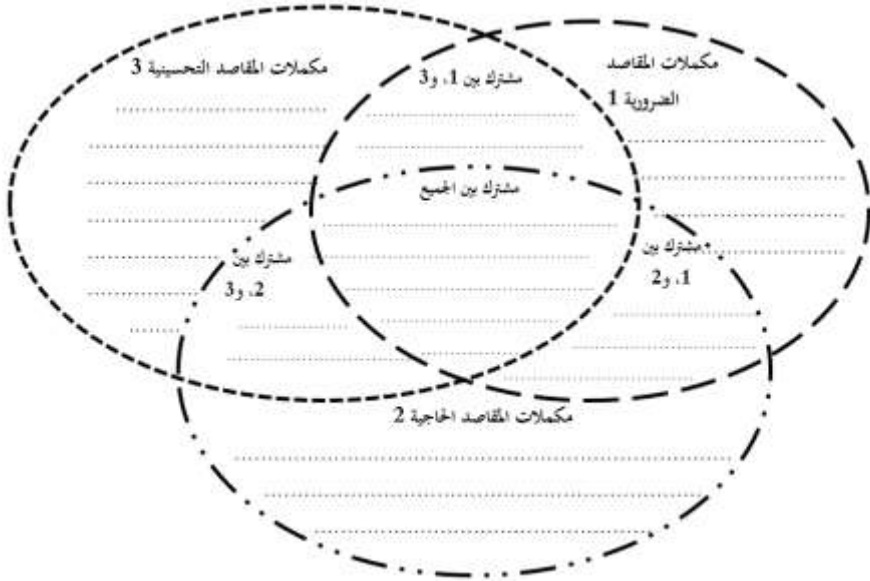 مكملات المقاصد
الضرورية 1
مشترك بين 1، و3
مكملات المقاصد التحسينية 3
مشترك بين الجميع
مشترك بين
1، و2
مشترك بين
2، و3
مكملات المقاصد الحاجية 2